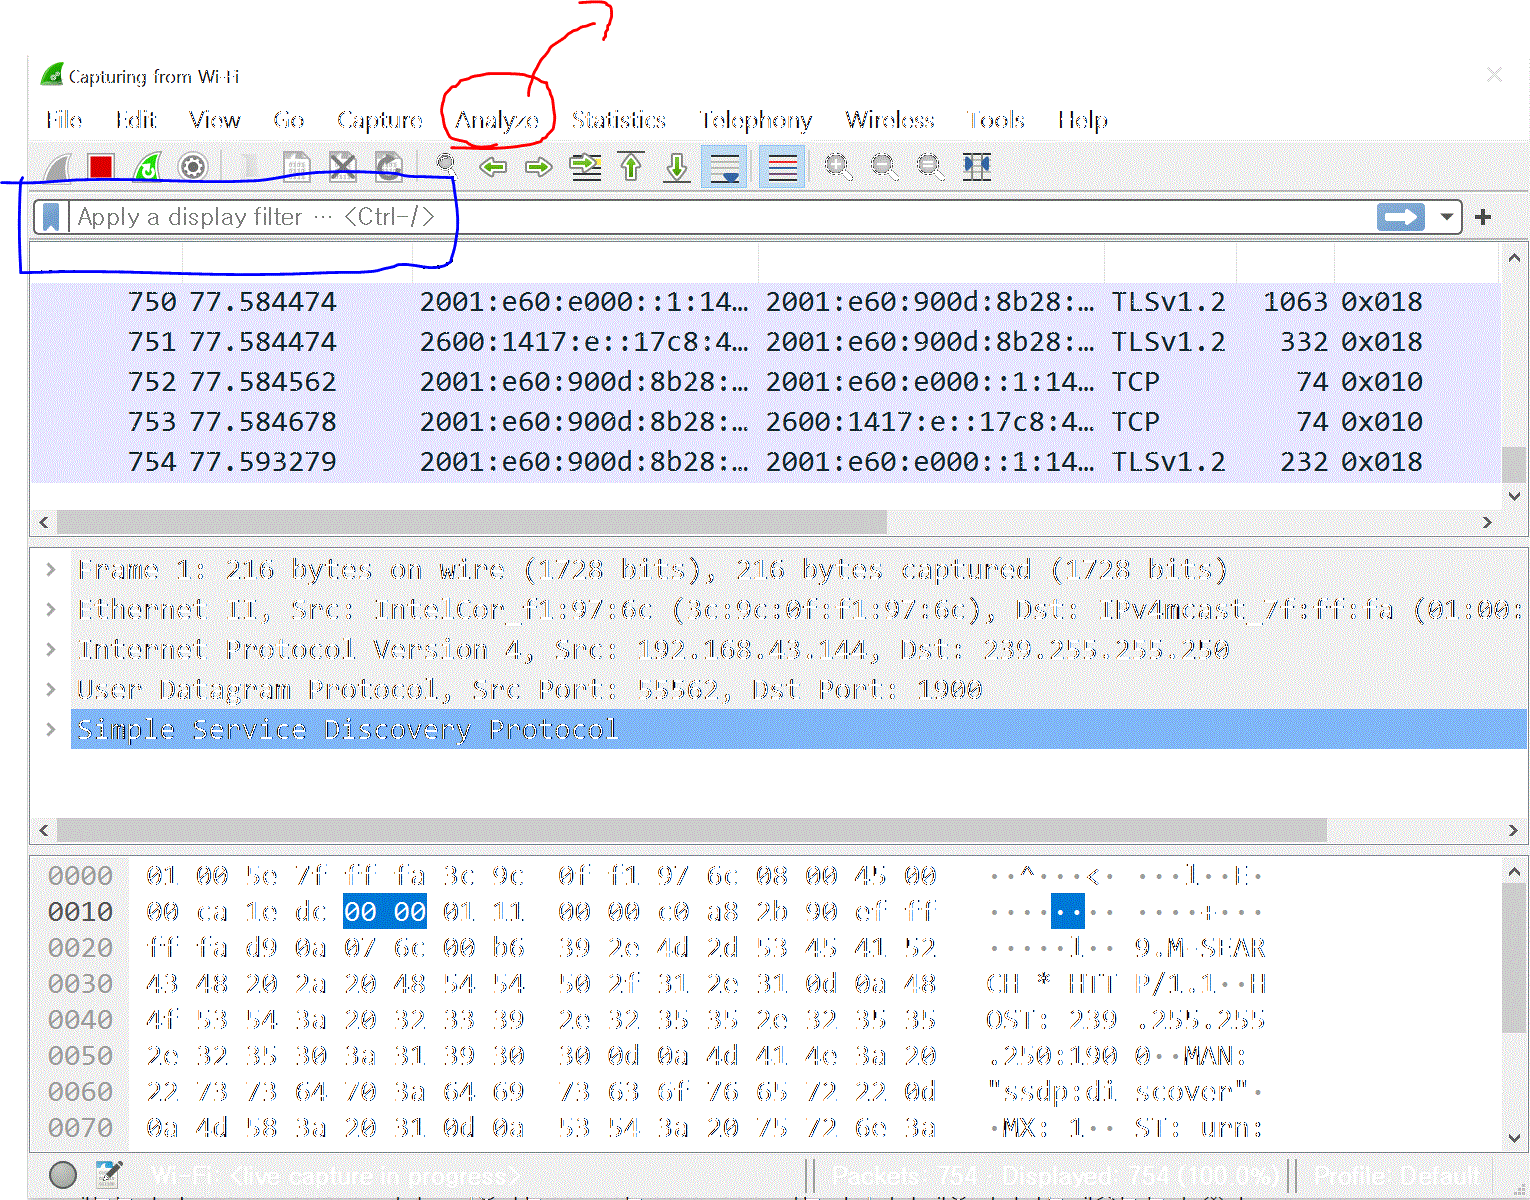 Capturing from Wi-Fi
File Edit View Go Capture Analyze Statistics Telephony Wireless Tools Help
Apply a display filter ... <Ctrl-/>
750 77.584474 2001:e60:e000::1:14… 2001:e60:900d:8b28:… TLSv1.2 1063 0x018
751 77.584474 2600:1417:e::17c8:4… 2001:e60:900d:8b28:… TLSv1.2 332 0x018
752 77.584562 2001:e60:900d:8b28:… 2001:e60:e000::1:14… TCP 74 0x010
753 77.584678 2001:e60:900d:8b28:… 2600:1417:e::17c8:4… TCP 74 0x010
754 77.593279 2001:e60:900d:8b28:… 2001:e60:e000::1:14… TLSv1.2 232 0x018
Frame 1: 216 bytes on wire (1728 bits), 216 bytes captured (1728 bits)
Ethernet II, Src: IntelCor_f1:97:6c (3c:9c:0f:f1:97:6c), Dst: IPv4mcast_7f:ff:fa (01:00:
Internet Protocol Version 4, Src: 192.168.43.144, Dst: 239.255.255.250
User Datagram Protocol, Src Port: 55562, Dst Port: 1900
Simple Service Discovery Protocol
0000 01 00 5e 7f ff fa 3c 9c 0f f1 97 6c 08 00 45 00 ··^···<· ···l··E·
0010 00 ca 1e dc 00 00 01 11 00 00 c0 a8 2b 90 ef ff ········ ····+···
0020 ff fa d9 0a 07 6c 00 b6 39 2e 4d 2d 53 45 41 52 ·····l·· 9.M-SEAR
0030 43 48 20 2a 20 48 54 54 50 2f 31 2e 31 0d 0a 48 CH * HTT P/1.1··H
0040 4f 53 54 3a 20 32 33 39 2e 32 35 35 2e 32 35 35 OST: 239 .255.255
0050 2e 32 35 30 3a 31 39 30 30 0d 0a 4d 41 4e 3a 20 .250:190 0··MAN:
0060 22 73 73 64 70 3a 64 69 73 63 6f 76 65 72 22 0d "ssdp:di scover"·
0070 0a 4d 58 3a 20 31 0d 0a 53 54 3a 20 75 72 6e 3a ·MX: 1·· ST: urn:
Wi-Fi: <live capture in progress> Packets: 754 · Displayed: 754 (100.0%) Profile: Default